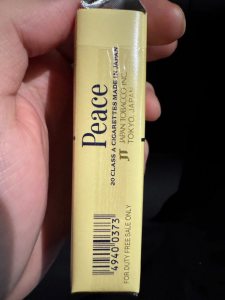 Peace
20 CLASS A CIGARETTES MADE IN JAPAN
JT JAPAN TOBACCO INC.
TOKYO, JAPAN
4940 0373
FOR DUTY FREE SALE ONLY